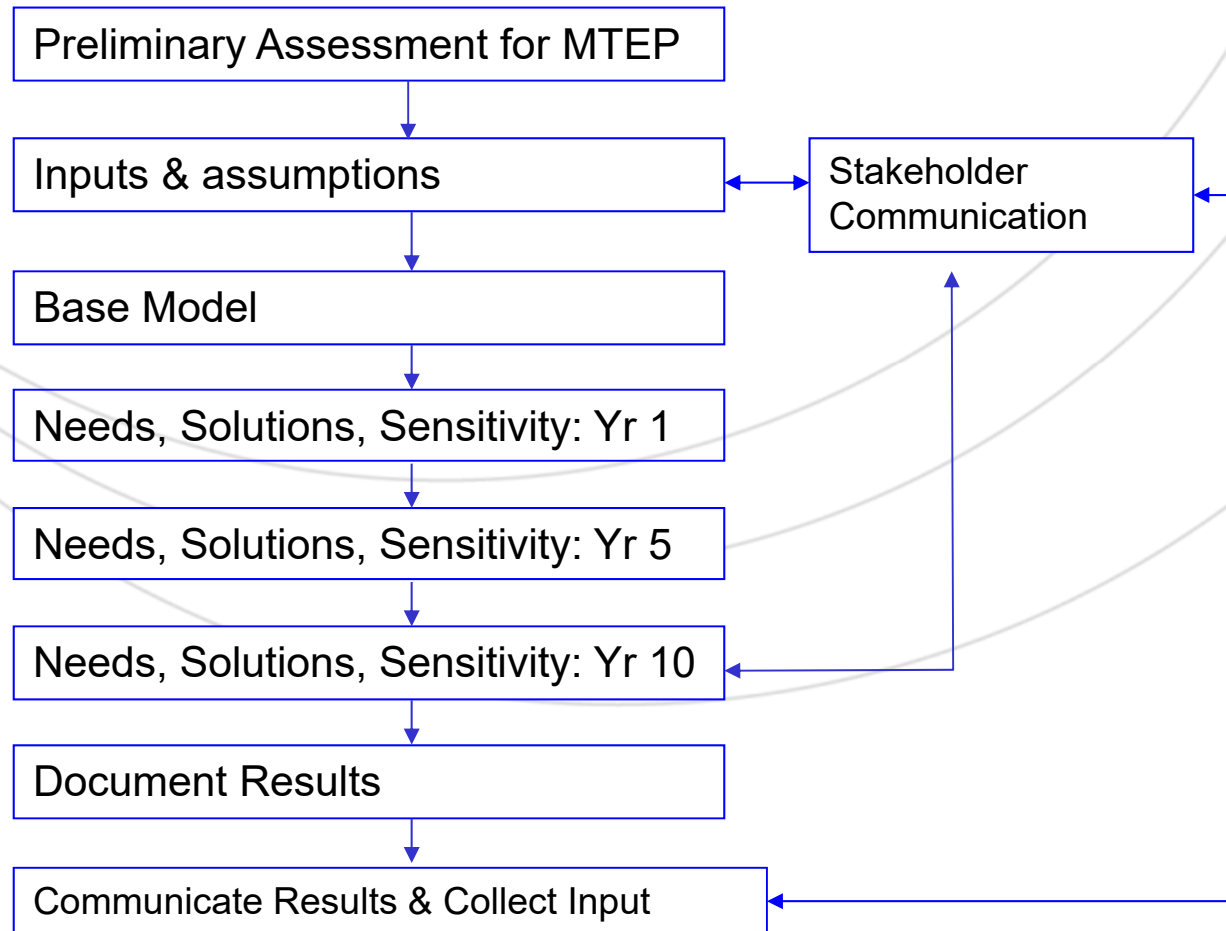 Preliminary Assessment for MTEP
Inputs & assumptions
Stakeholder
Communication
Base Model
Needs, Solutions, Sensitivity: Yr 1
Needs, Solutions, Sensitivity: Yr 5
Needs, Solutions, Sensitivity: Yr 10
Document Results
Communicate Results & Collect Input